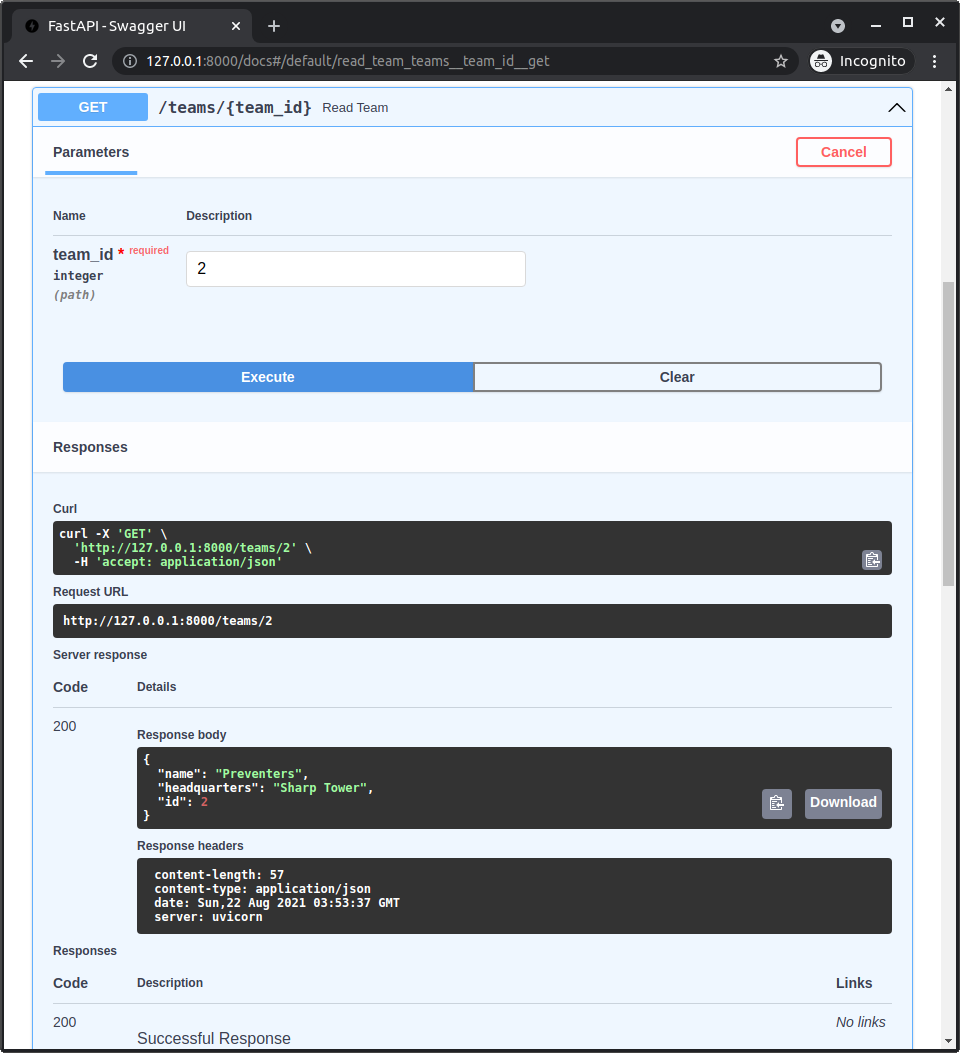 FastAPI - Swagger UI
127.0.0.1:8000/docs#/default/read_team_teams__team_id__get
Incognito
GET /teams/{team_id} Read Team
Parameters
Cancel
Name Description
team_id * required
integer
(path)
2
Execute Clear
Responses
Curl
curl -X 'GET' \
'http://127.0.0.1:8000/teams/2' \
-H 'accept: application/json'
Request URL
http://127.0.0.1:8000/teams/2
Server response
Code Details
200
Response body
{
"name": "Preventers",
"headquarters": "Sharp Tower",
"id": 2
}
Download
Response headers
content-length: 57
content-type: application/json
date: Sun,22 Aug 2021 03:53:37 GMT
server: uvicorn
Responses
Code Description Links
200 No links
Successful Response